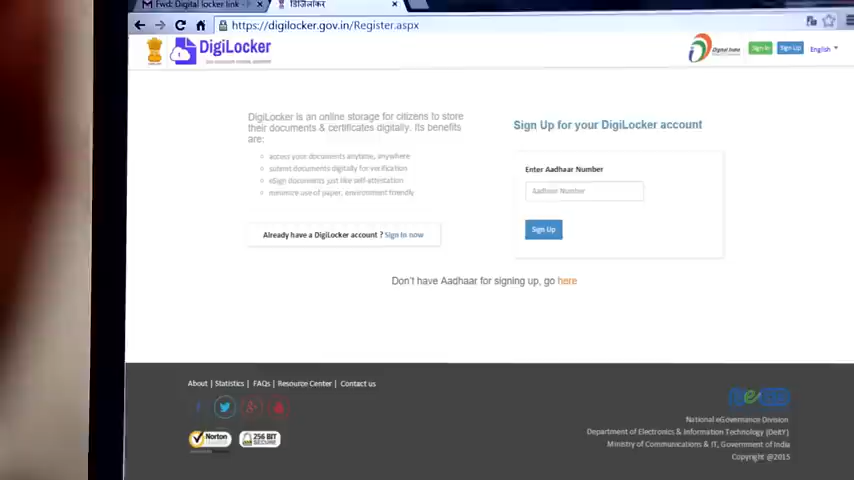 Fwd: Digital locker link -
डिजिलॉकर
https://digilocker.gov.in/Register.aspx
DigiLocker
Digital India
Sign In
Sign Up
English
DigiLocker is an online storage for citizens to store
their documents & certificates digitally. Its benefits
are:
access your documents anytime, anywhere
submit documents digitally for verification
eSign documents just like self-attestation
minimize use of paper, environment friendly
Already have a DigiLocker account ? Sign in now
Sign Up for your DigiLocker account
Enter Aadhaar Number
Aadhaar Number
Sign Up
Don't have Aadhaar for signing up, go here
About | Statistics | FAQs | Resource Center | Contact us
Norton
256 BIT
SECURE
National eGovernance Division
Department of Electronics & Information Technology (DeitY)
Ministry of Communications & IT, Government of India
Copyright @2015